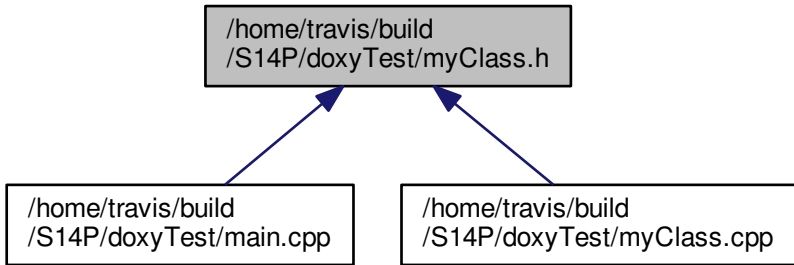 /home/travis/build
/S14P/doxyTest/myClass.h
/home/travis/build
/S14P/doxyTest/main.cpp
/home/travis/build
/S14P/doxyTest/myClass.cpp